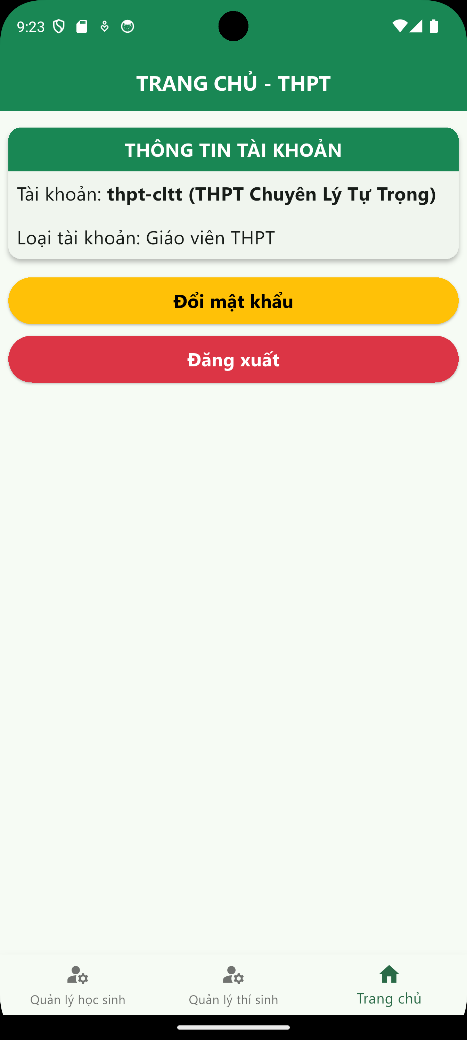 9:23
TRANG CHỦ - THPT
THÔNG TIN TÀI KHOẢN
Tài khoản: thpt-cltt (THPT Chuyên Lý Tự Trọng)
Loại tài khoản: Giáo viên THPT
Đổi mật khẩu
Đăng xuất
Quản lý học sinh
Quản lý thí sinh
Trang chủ